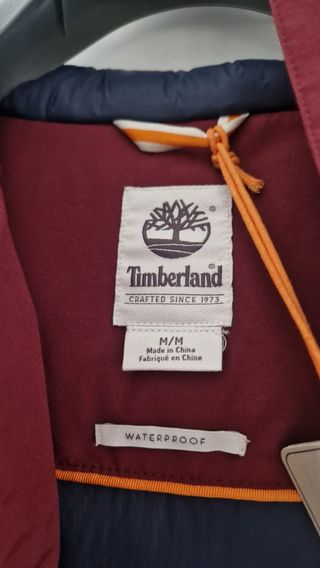 Timberland®
CRAFTED SINCE 1973
M/M
Made in China
Fabriqué en Chine
WATERPROOF